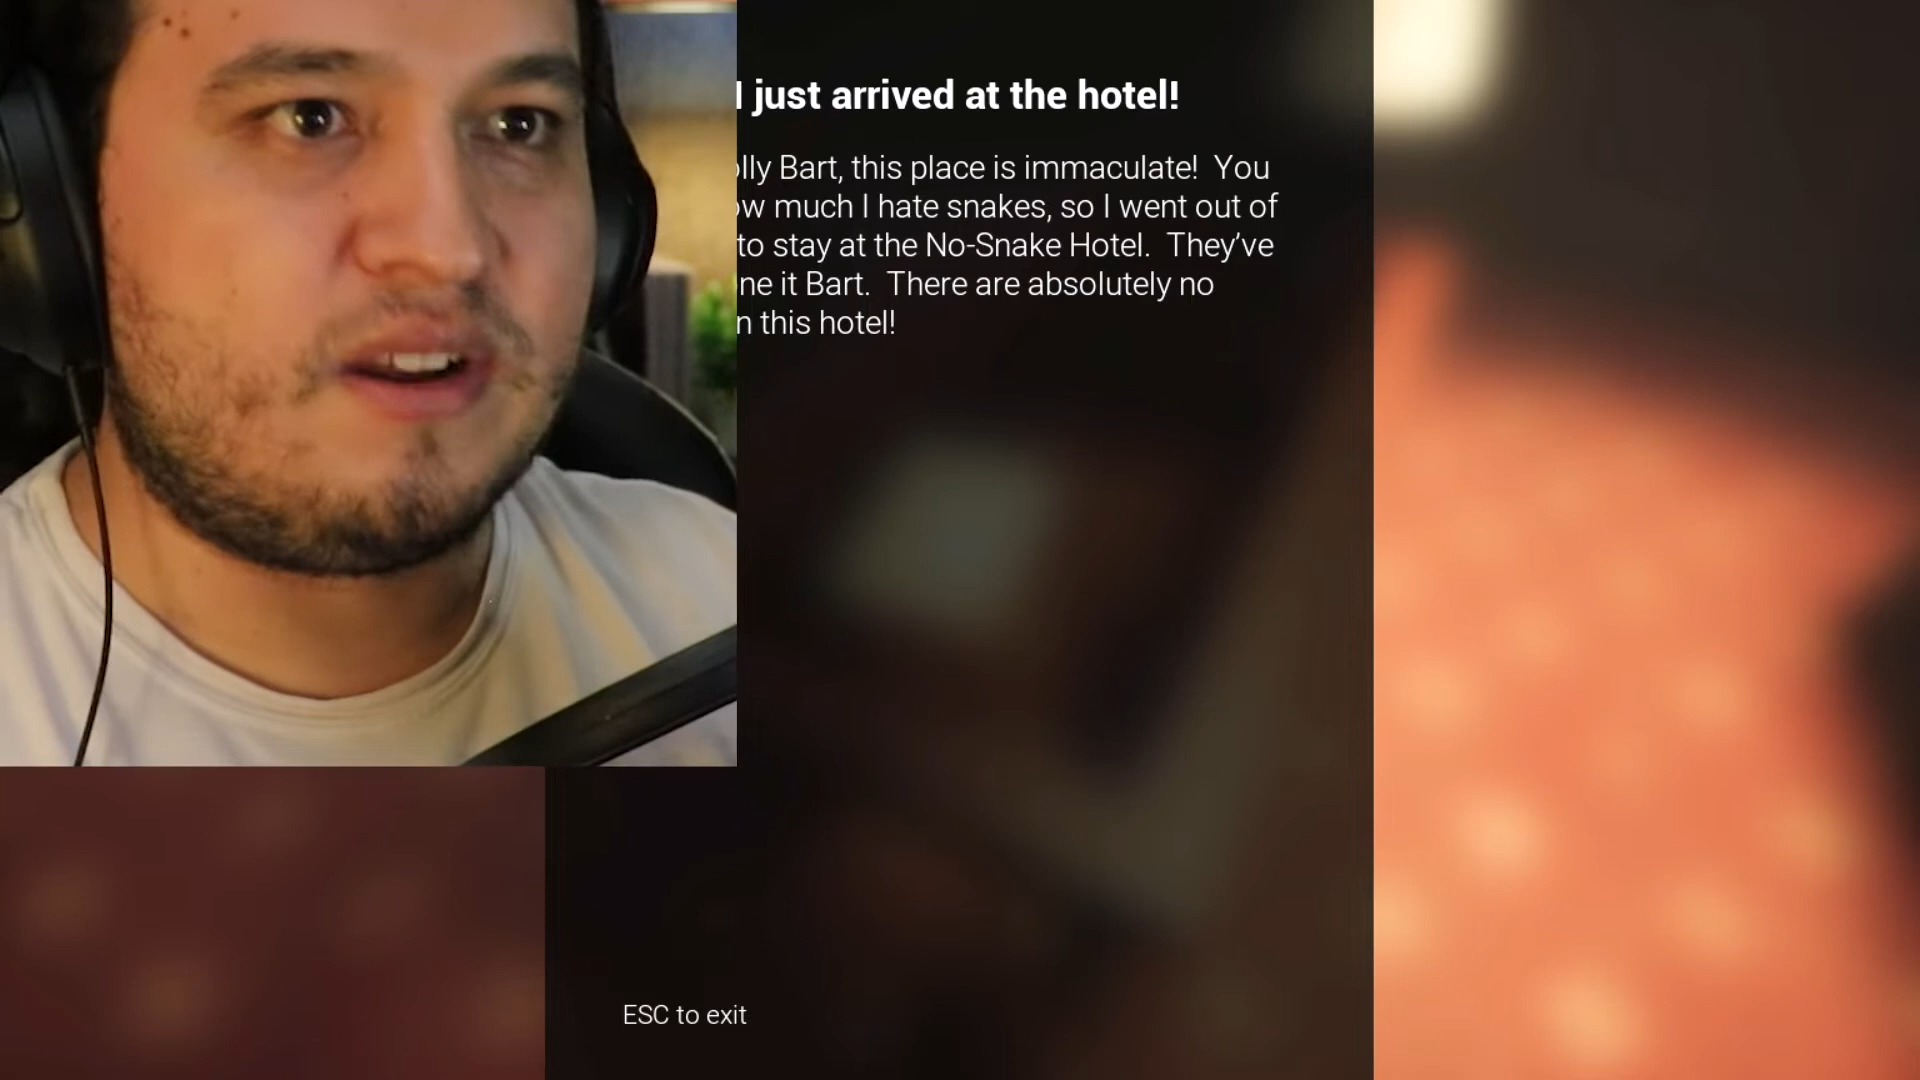 I just arrived at the hotel!
Bart, this place is immaculate! You
much I hate snakes, so I went out of
to stay at the No-Snake Hotel. They’ve
it Bart. There are absolutely no
this hotel!
ESC to exit